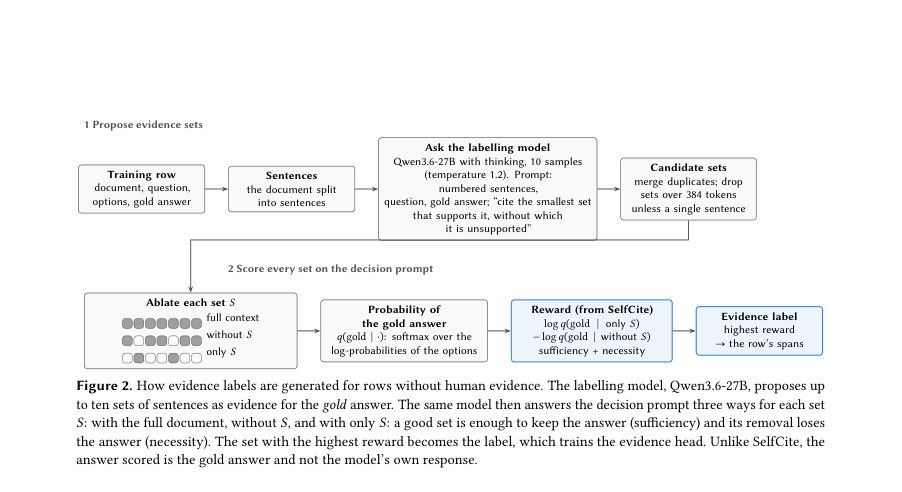 1 Propose evidence sets
Training row
document, question,
options, gold answer
Sentences
the document split
into sentences
Ask the labelling model
Qwen3.6-27B with thinking, 10 samples
(temperature 1.2). Prompt:
numbered sentences,
question, gold answer; “cite the smallest set
that supports it, without which
it is unsupported”
Candidate sets
merge duplicates; drop
sets over 384 tokens
unless a single sentence
2 Score every set on the decision prompt
Ablate each set S
full context
without S
only S
Probability of
the gold answer
q(gold | ·): softmax over the
log-probabilities of the options
Reward (from SelfCite)
log q(gold | only S)
− log q(gold | without S)
sufficiency + necessity
Evidence label
highest reward
→ the row’s spans
Figure 2. How evidence labels are generated for rows without human evidence. The labelling model, Qwen3.6-27B, proposes up
to ten sets of sentences as evidence for the gold answer. The same model then answers the decision prompt three ways for each set
S: with the full document, without S, and with only S: a good set is enough to keep the answer (sufficiency) and its removal loses
the answer (necessity). The set with the highest reward becomes the label, which trains the evidence head. Unlike SelfCite, the
answer scored is the gold answer and not the model’s own response.